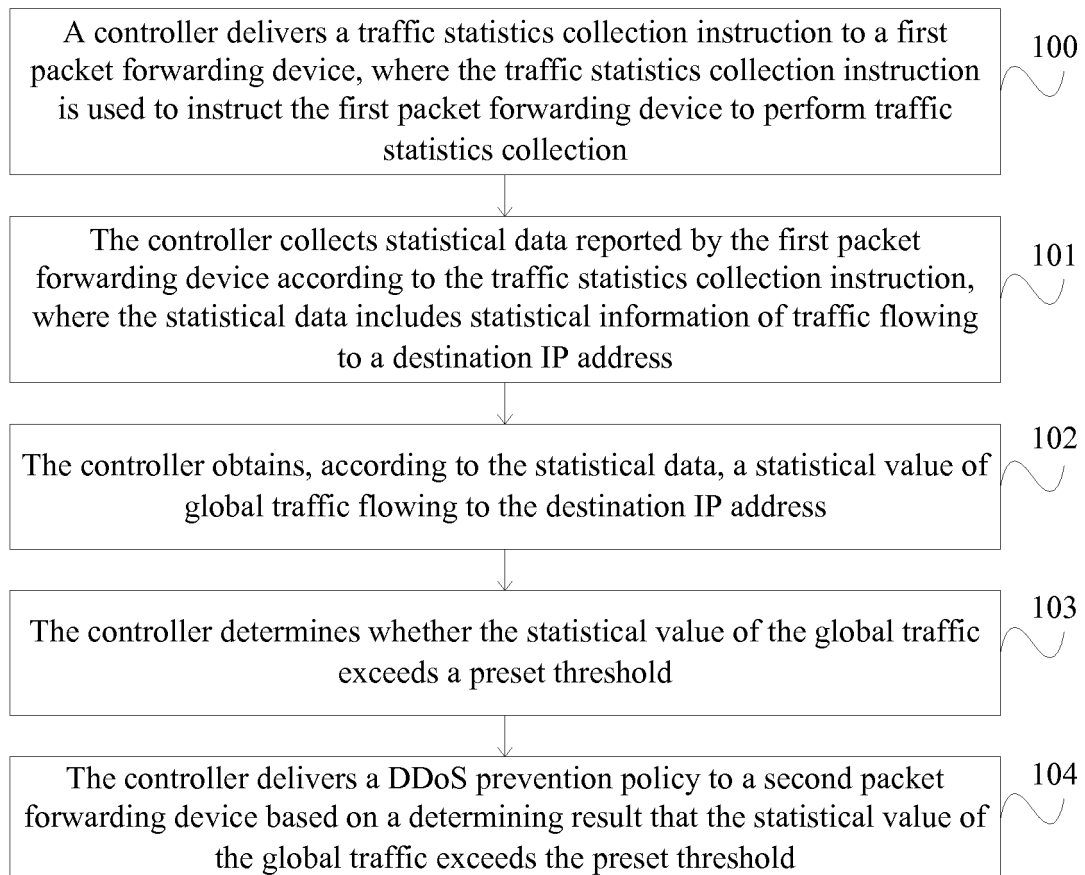 A controller delivers a traffic statistics collection instruction to a first
packet forwarding device, where the traffic statistics collection instruction
is used to instruct the first packet forwarding device to perform traffic
statistics collection
100
The controller collects statistical data reported by the first packet
forwarding device according to the traffic statistics collection instruction,
where the statistical data includes statistical information of traffic flowing
to a destination IP address
101
The controller obtains, according to the statistical data, a statistical value of
global traffic flowing to the destination IP address
102
The controller determines whether the statistical value of the global traffic
exceeds a preset threshold
103
The controller delivers a DDoS prevention policy to a second packet
forwarding device based on a determining result that the statistical value of
the global traffic exceeds the preset threshold
104